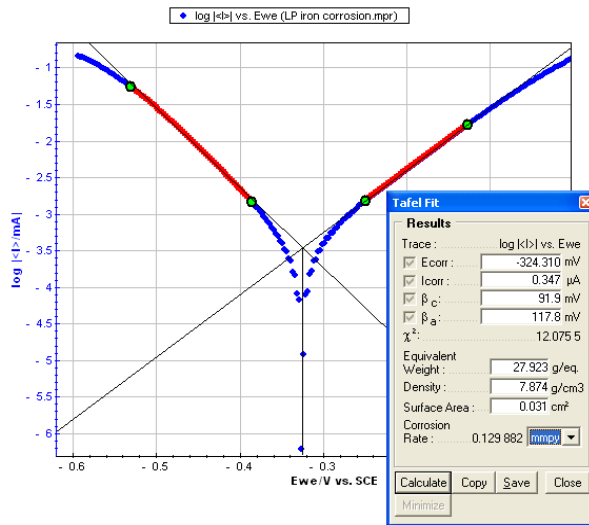 log |<I>| vs. Ewe (LP iron corrosion.mpr)
log |<I>/mA|
- 1
- 1.5
- 2
- 2.5
- 3
- 3.5
- 4
- 4.5
- 5
- 5.5
- 6
- 0.6
- 0.5
- 0.4
- 0.3
Ewe/V vs. SCE
Tafel Fit
Results
Trace : log |<I>| vs. Ewe
Ecorr : -324.310 mV
Icorr : 0.347 µA
β c : 91.9 mV
β a : 117.8 mV
χ² : 12.075 5
Equivalent
Weight : 27.923 g/eq.
Density : 7.874 g/cm3
Surface Area : 0.031 cm²
Corrosion
Rate : 0.129 882 mmpy
Calculate Copy Save Close
Minimize